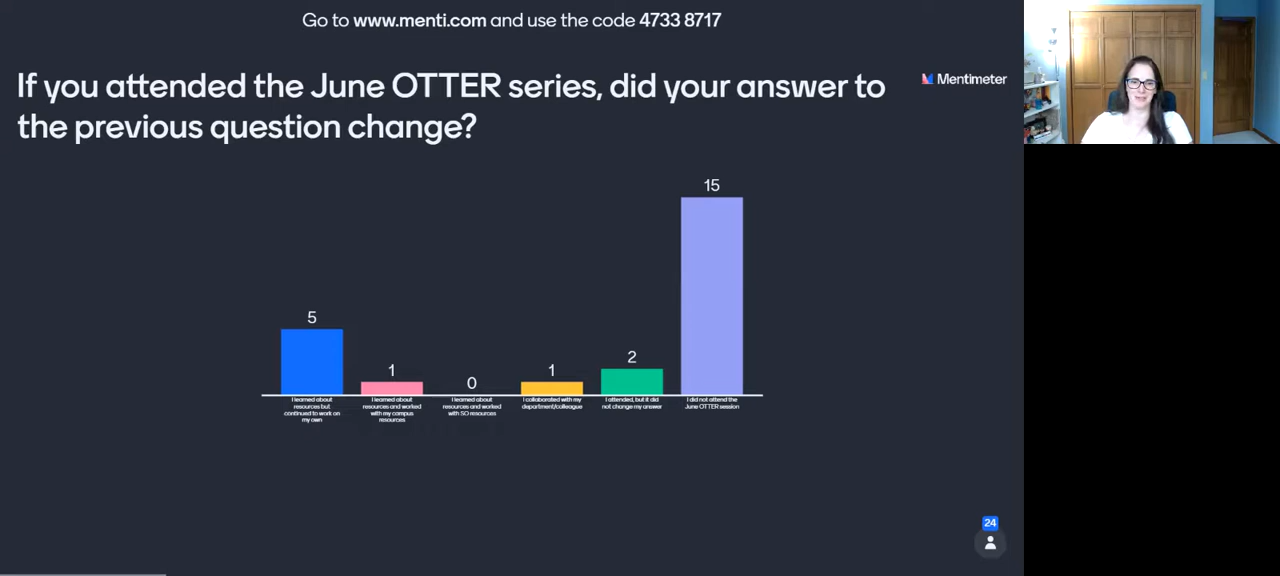 Go to www.menti.com and use the code 4733 8717
If you attended the June OTTER series, did your answer to
the previous question change?
Mentimeter
15
5
1
0
1
2
I learned about
resources but
continued to work on
my own
I learned about
resources and worked
with my campus
resources
I learned about
resources and worked
with SO resources
I collaborated with my
department/colleague
I attended, but it did
not change my answer
I did not attend the
June OTTER session
24